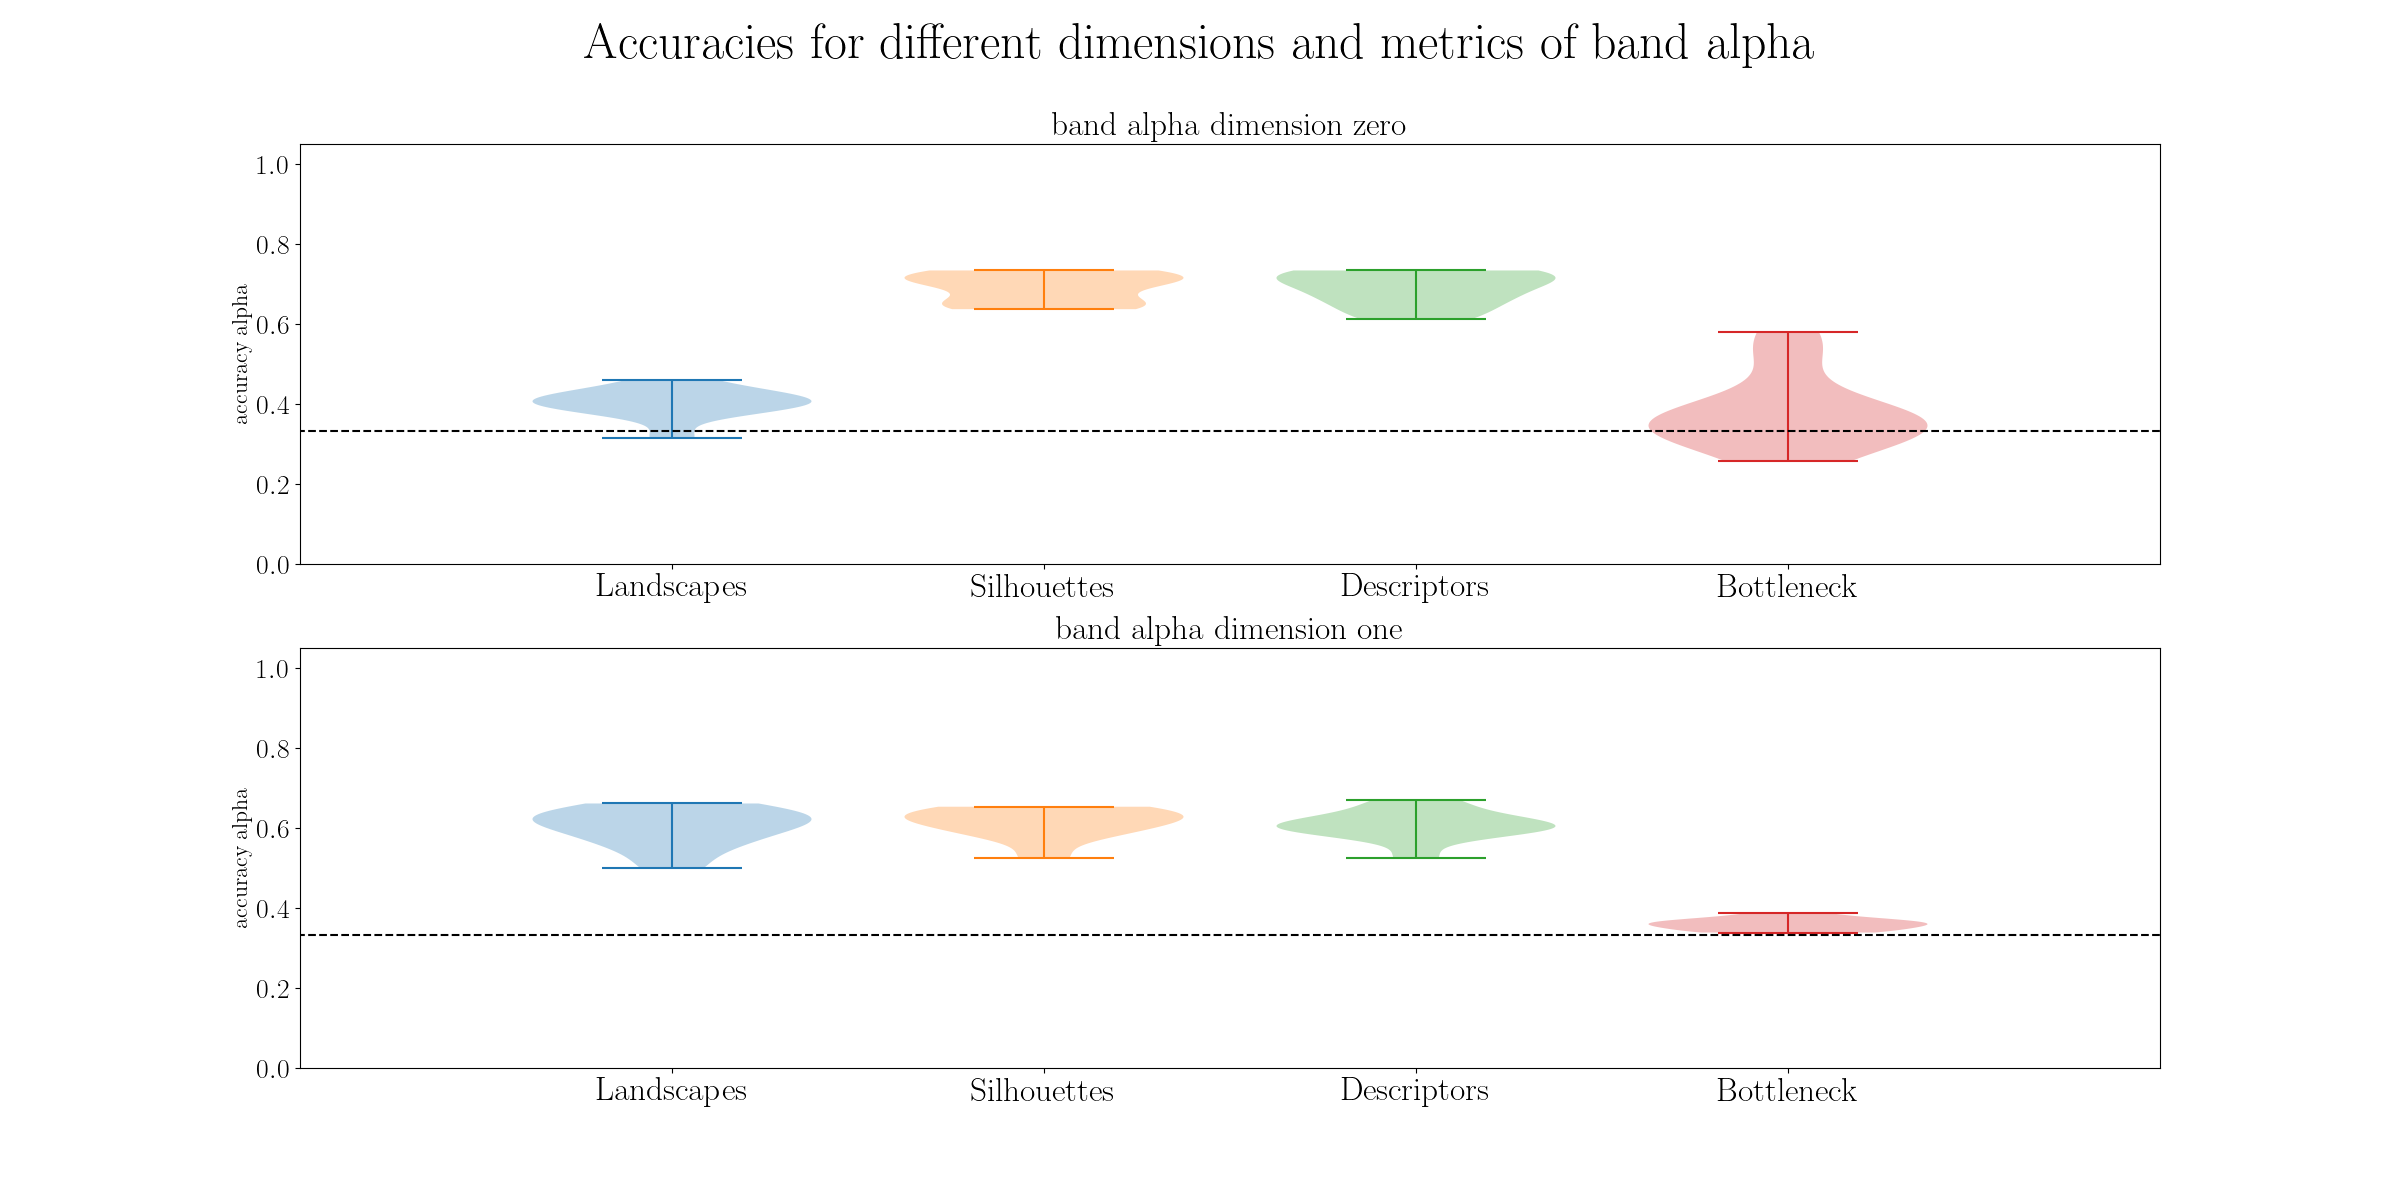 Accuracies for different dimensions and metrics of band alpha
band alpha dimension zero
accuracy alpha
1.0
0.8
0.6
0.4
0.2
0.0
Landscapes Silhouettes Descriptors Bottleneck
band alpha dimension one
accuracy alpha
1.0
0.8
0.6
0.4
0.2
0.0
Landscapes Silhouettes Descriptors Bottleneck